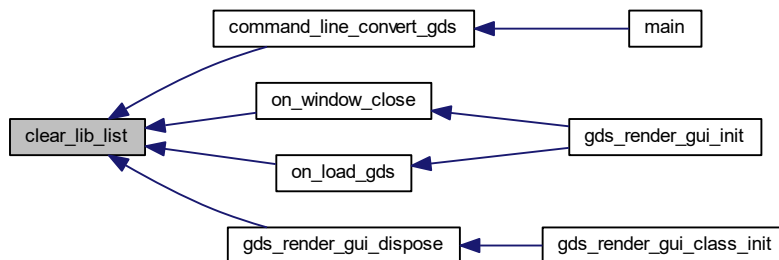 command_line_convert_gds
main
on_window_close
clear_lib_list
gds_render_gui_init
on_load_gds
gds_render_gui_dispose
gds_render_gui_class_init